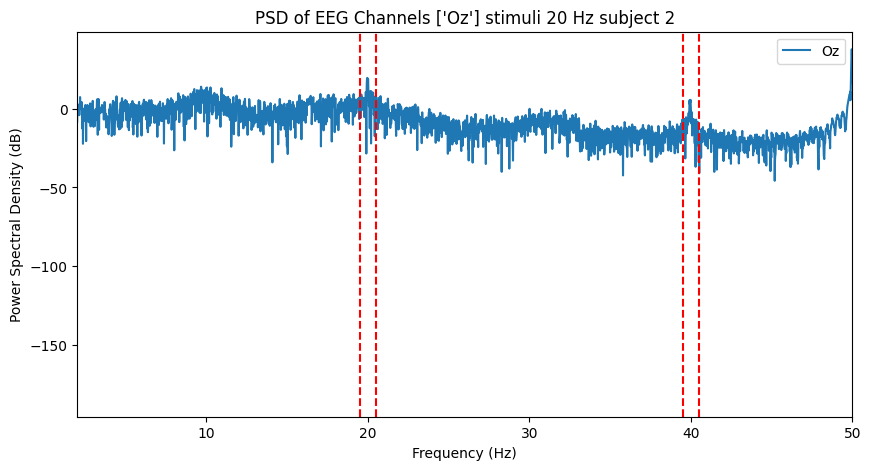 PSD of EEG Channels ['Oz'] stimuli 20 Hz subject 2
Oz
Power Spectral Density (dB)
0
−50
−100
−150
10
20
30
40
50
Frequency (Hz)